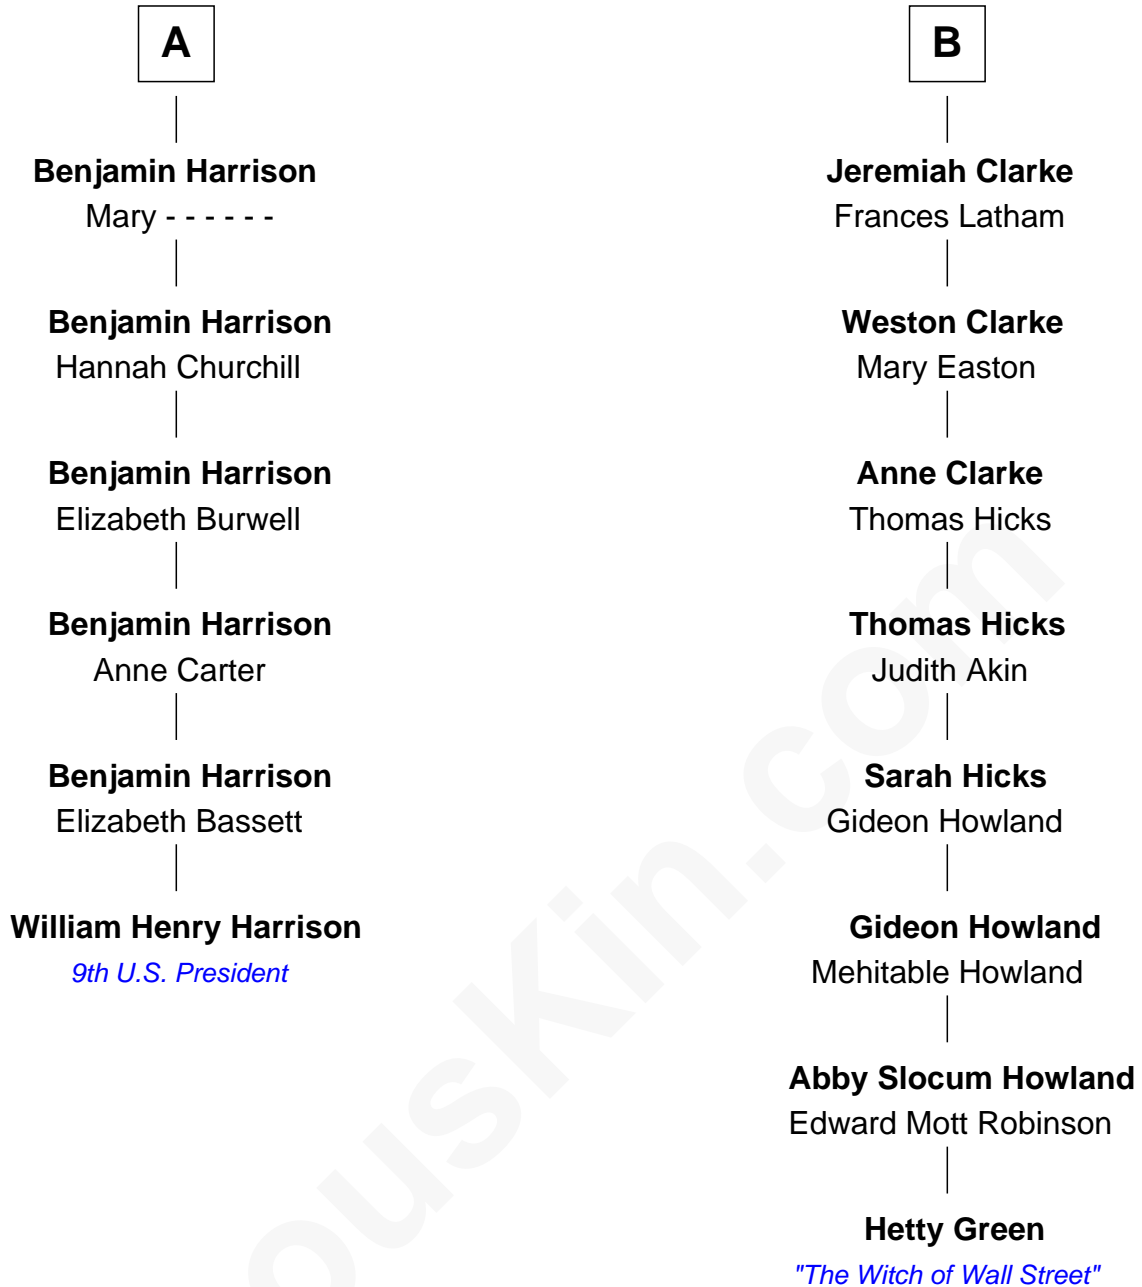 A
Benjamin Harrison
Mary - - - - - -
Benjamin Harrison
Hannah Churchill
Benjamin Harrison
Elizabeth Burwell
Benjamin Harrison
Anne Carter
Benjamin Harrison
Elizabeth Bassett
William Henry Harrison
9th U.S. President
B
Jeremiah Clarke
Frances Latham
Weston Clarke
Mary Easton
Anne Clarke
Thomas Hicks
Thomas Hicks
Judith Akin
Sarah Hicks
Gideon Howland
Gideon Howland
Mehitable Howland
Abby Slocum Howland
Edward Mott Robinson
Hetty Green
"The Witch of Wall Street"
ousKin.com